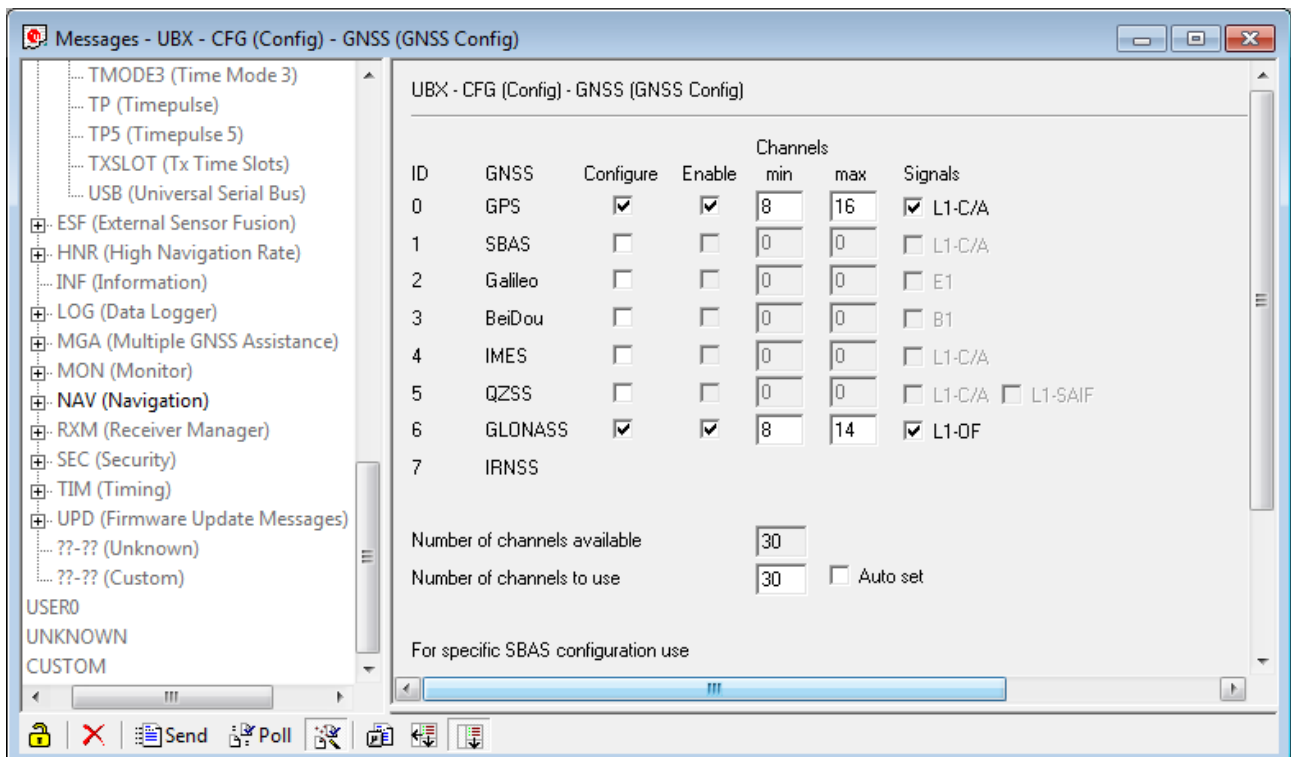 Messages - UBX - CFG (Config) - GNSS (GNSS Config)
TMODE3 (Time Mode 3)
TP (Timepulse)
TP5 (Timepulse 5)
TXSLOT (Tx Time Slots)
USB (Universal Serial Bus)
ESF (External Sensor Fusion)
HNR (High Navigation Rate)
INF (Information)
LOG (Data Logger)
MGA (Multiple GNSS Assistance)
MON (Monitor)
NAV (Navigation)
RXM (Receiver Manager)
SEC (Security)
TIM (Timing)
UPD (Firmware Update Messages)
??-?? (Unknown)
??-?? (Custom)
USER0
UNKNOWN
CUSTOM
UBX - CFG (Config) - GNSS (GNSS Config)
Channels
ID GNSS Configure Enable min max Signals
0 GPS 8 16 L1-C/A
1 SBAS 0 0 L1-C/A
2 Galileo 0 0 E1
3 BeiDou 0 0 B1
4 IMES 0 0 L1-C/A
5 QZSS 0 0 L1-C/A L1-SAIF
6 GLONASS 8 14 L1-OF
7 IRNSS
Number of channels available 30
Number of channels to use 30 Auto set
For specific SBAS configuration use
Send Poll